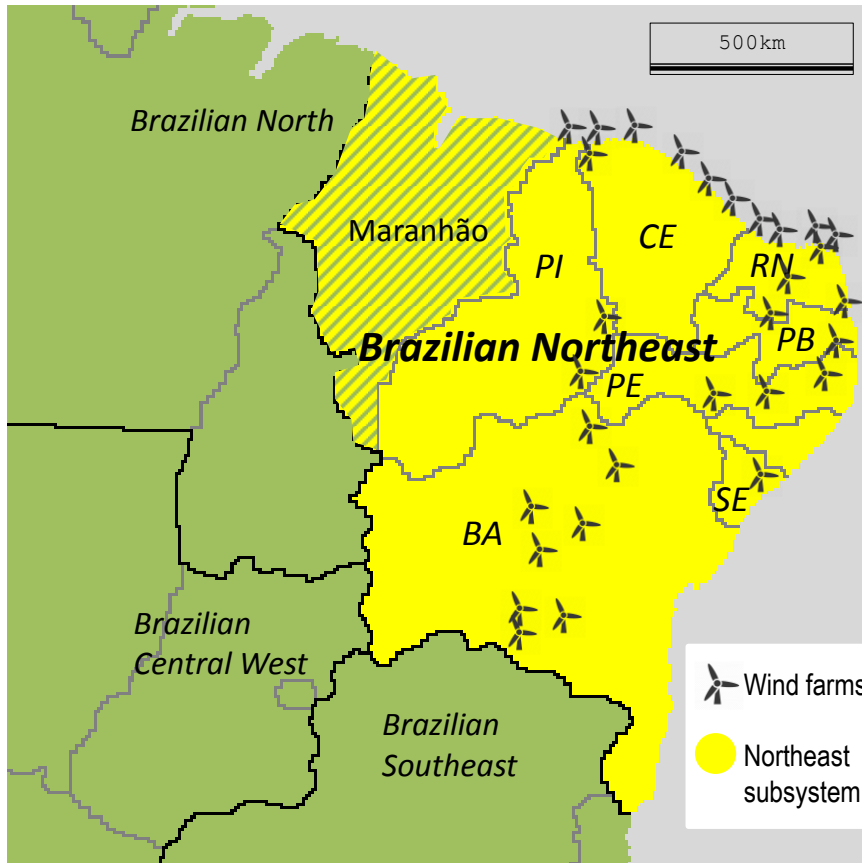 500km
Brazilian North
Maranhão
CE
PI
RN
Brazilian Northeast
PB
PE
SE
BA
Brazilian
Central West
Brazilian
Southeast
Wind farms
Northeast
subsystem